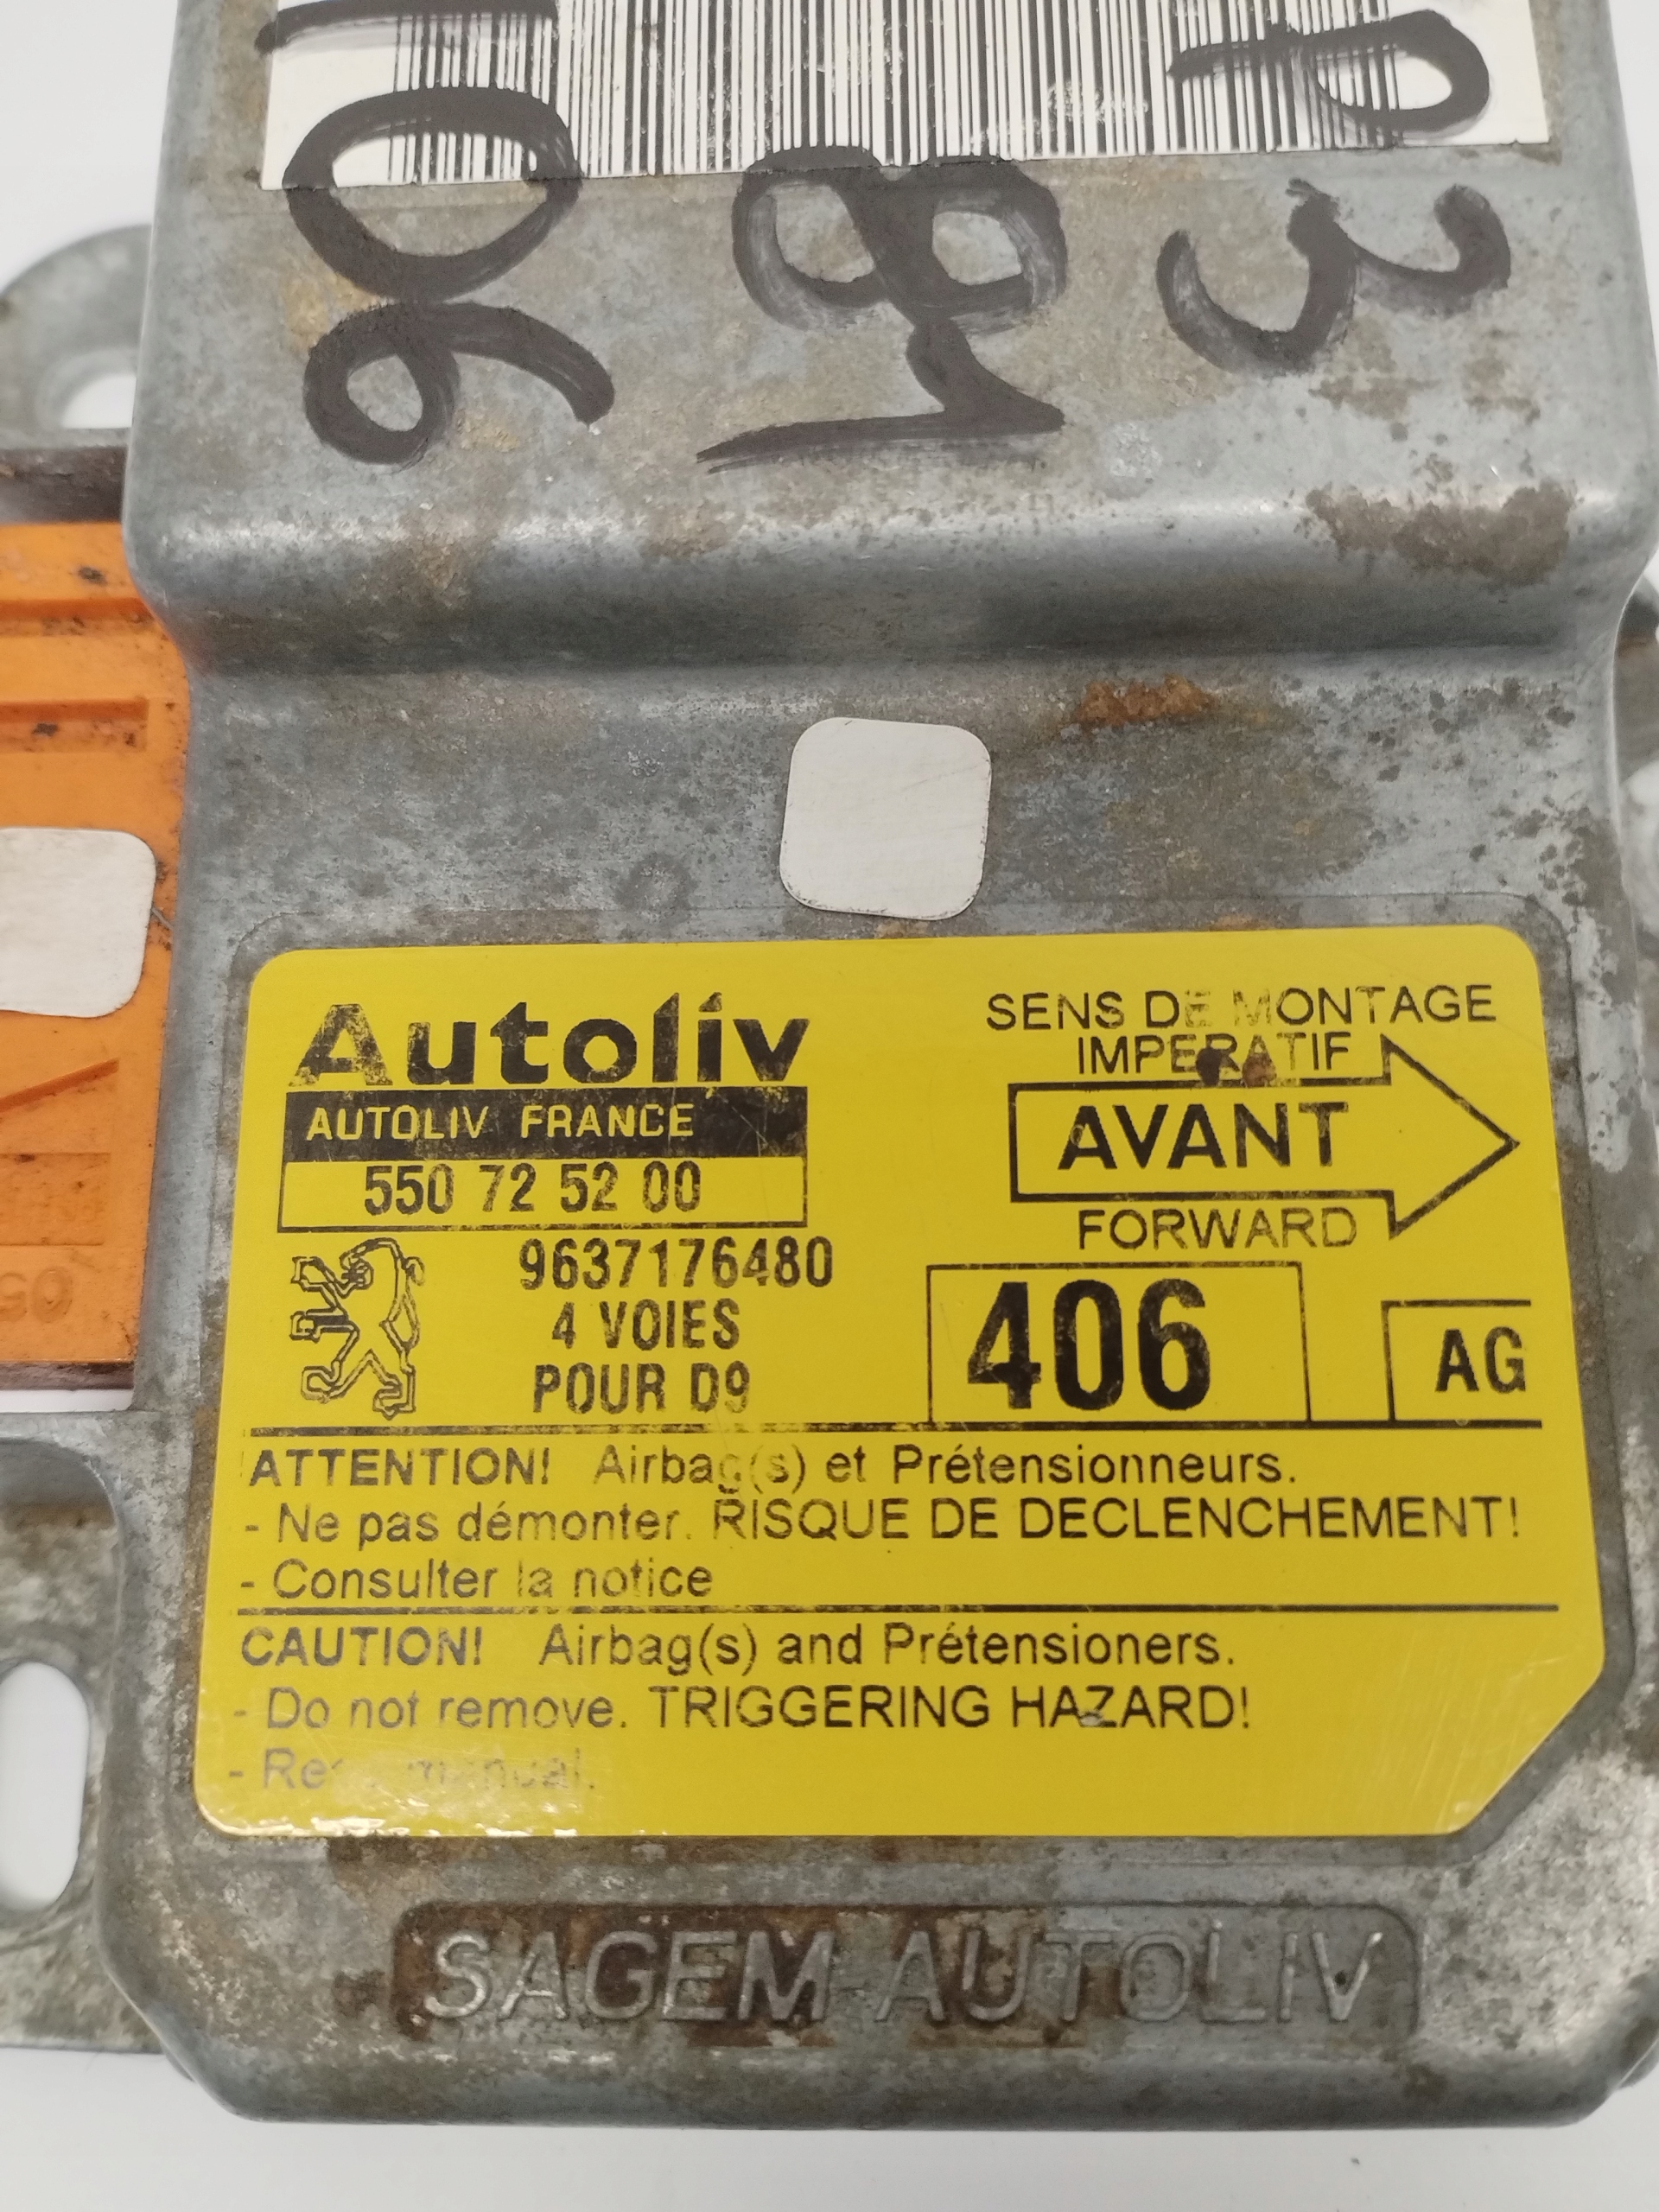 Autoliv
AUTOLIV FRANCE
550 72 52 00
9637176480
4 VOIES
POUR D9
SENS DE MONTAGE
IMPERATIF
AVANT
FORWARD
406
AG
ATTENTION! Airbag(s) et Prétensionneurs.
- Ne pas démonter. RISQUE DE DECLENCHEMENT!
- Consulter la notice
CAUTION! Airbag(s) and Prétensioners.
- Do not remove. TRIGGERING HAZARD!
- manual.
SAGEM AUTOLIV